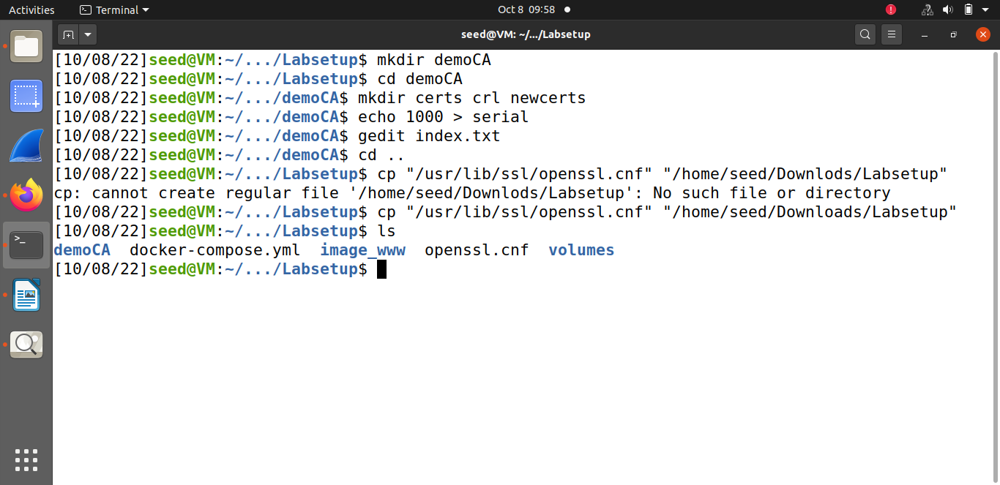 Activities Terminal Oct 8 09:58
seed@VM: ~/.../Labsetup
[10/08/22]seed@VM:~/.../Labsetup$ mkdir demoCA
[10/08/22]seed@VM:~/.../Labsetup$ cd demoCA
[10/08/22]seed@VM:~/.../demoCA$ mkdir certs crl newcerts
[10/08/22]seed@VM:~/.../demoCA$ echo 1000 > serial
[10/08/22]seed@VM:~/.../demoCA$ gedit index.txt
[10/08/22]seed@VM:~/.../demoCA$ cd ..
[10/08/22]seed@VM:~/.../Labsetup$ cp "/usr/lib/ssl/openssl.cnf" "/home/seed/Downlods/Labsetup"
cp: cannot create regular file '/home/seed/Downlods/Labsetup': No such file or directory
[10/08/22]seed@VM:~/.../Labsetup$ cp "/usr/lib/ssl/openssl.cnf" "/home/seed/Downloads/Labsetup"
[10/08/22]seed@VM:~/.../Labsetup$ ls
demoCA docker-compose.yml image_www openssl.cnf volumes
[10/08/22]seed@VM:~/.../Labsetup$